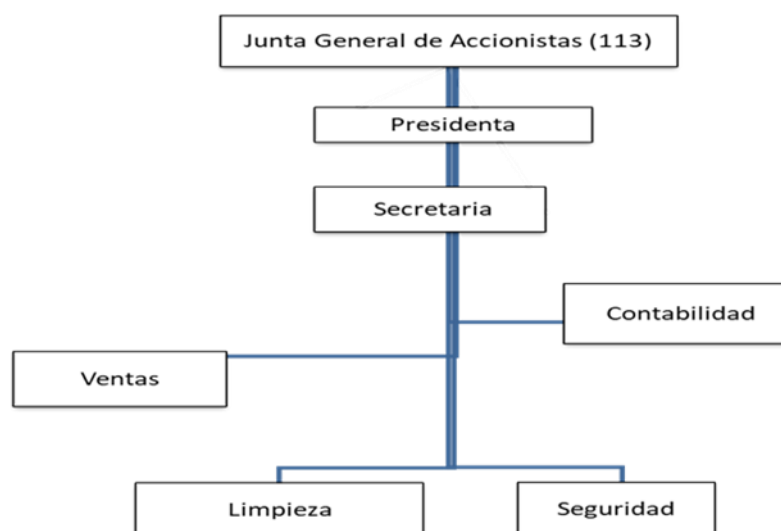 Junta General de Accionistas (113)
Presidenta
Secretaria
Contabilidad
Ventas
Limpieza
Seguridad